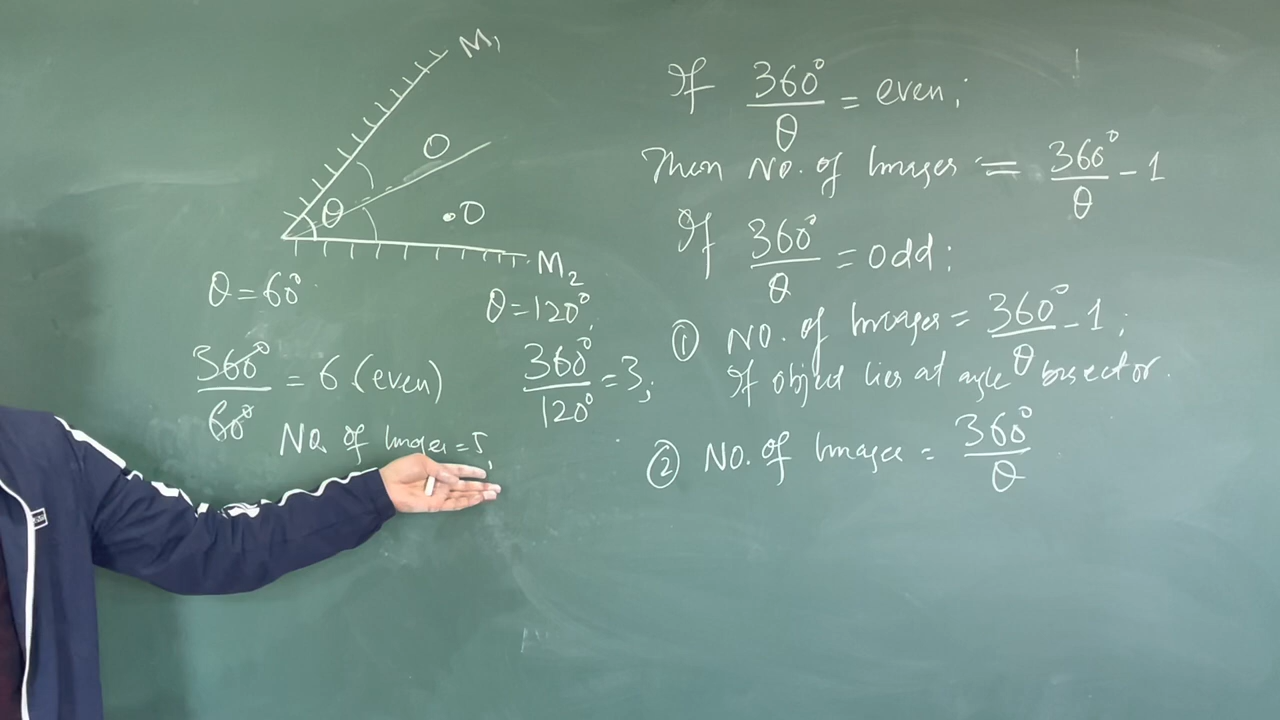 M₁
O
θ
.O
M₂
θ = 60°
360°/60° = 6 (even)
No. of Images = 5,
θ = 120°,
360°/120° = 3;
If 360°/θ = even;
Then No. of Images = 360°/θ - 1
If 360°/θ = odd;
① No. of Images = 360°/θ - 1;
If object lies at angle bisector.
② No. of Images = 360°/θ